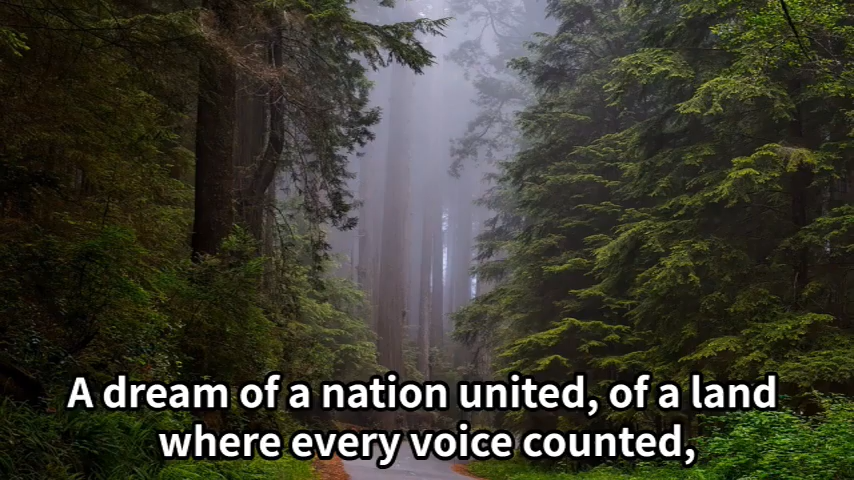 A dream of a nation united, of a land
where every voice counted,